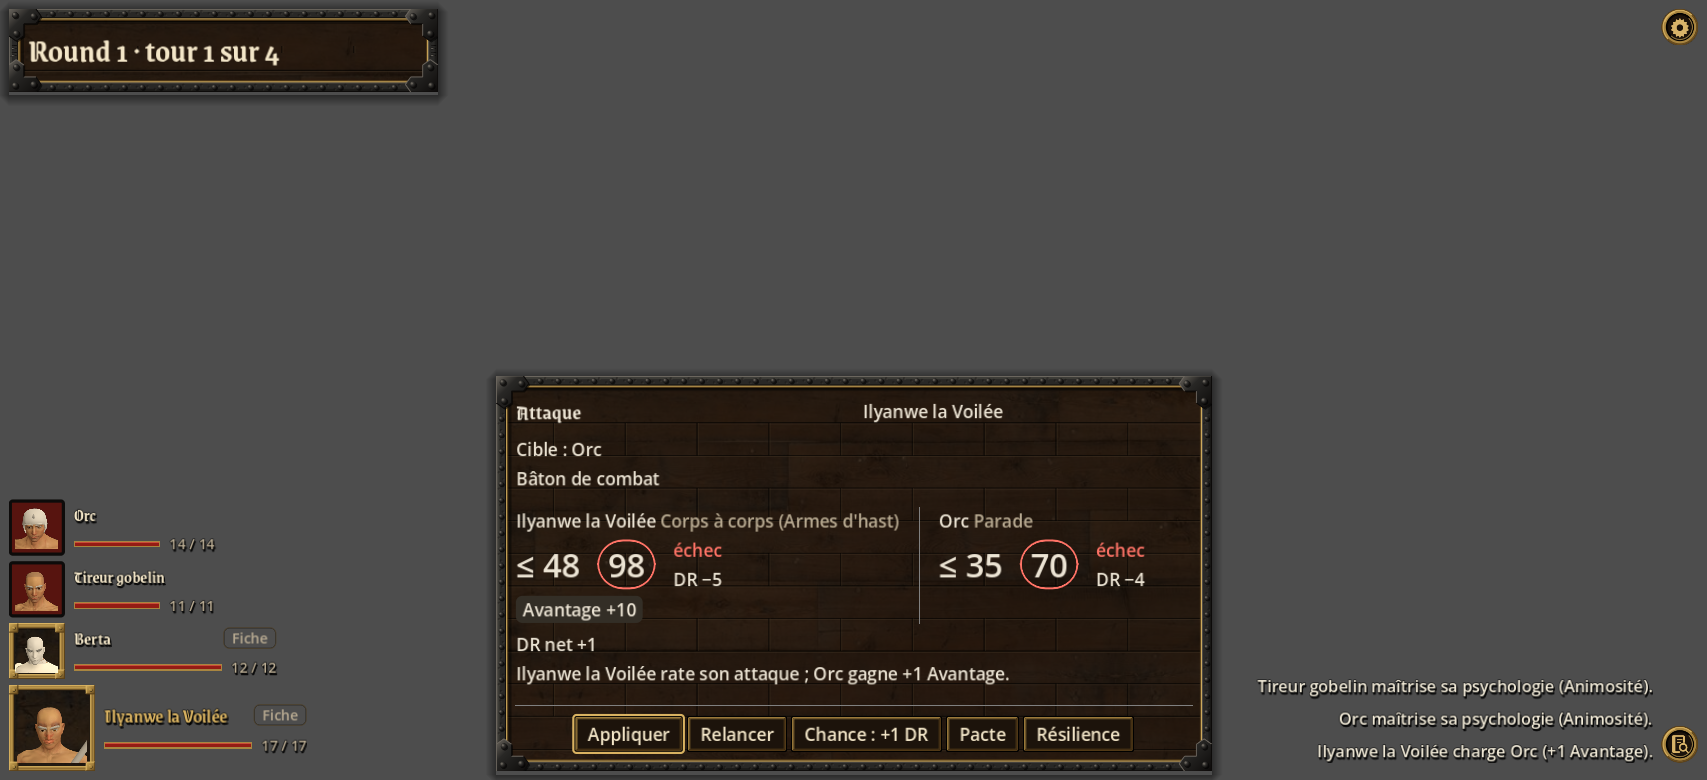 Round 1 · tour 1 sur 4
Attaque
Ilyanwe la Voilée
Cible : Orc
Bâton de combat
Ilyanwe la Voilée Corps à corps (Armes d'hast)
≤ 48 98 échec
DR −5
Avantage +10
Orc Parade
≤ 35 70 échec
DR −4
DR net +1
Ilyanwe la Voilée rate son attaque ; Orc gagne +1 Avantage.
Appliquer Relancer Chance : +1 DR Pacte Résilience
Orc
14 / 14
Tireur gobelin
11 / 11
Berta Fiche
12 / 12
Ilyanwe la Voilée Fiche
17 / 17
Tireur gobelin maîtrise sa psychologie (Animosité).
Orc maîtrise sa psychologie (Animosité).
Ilyanwe la Voilée charge Orc (+1 Avantage).